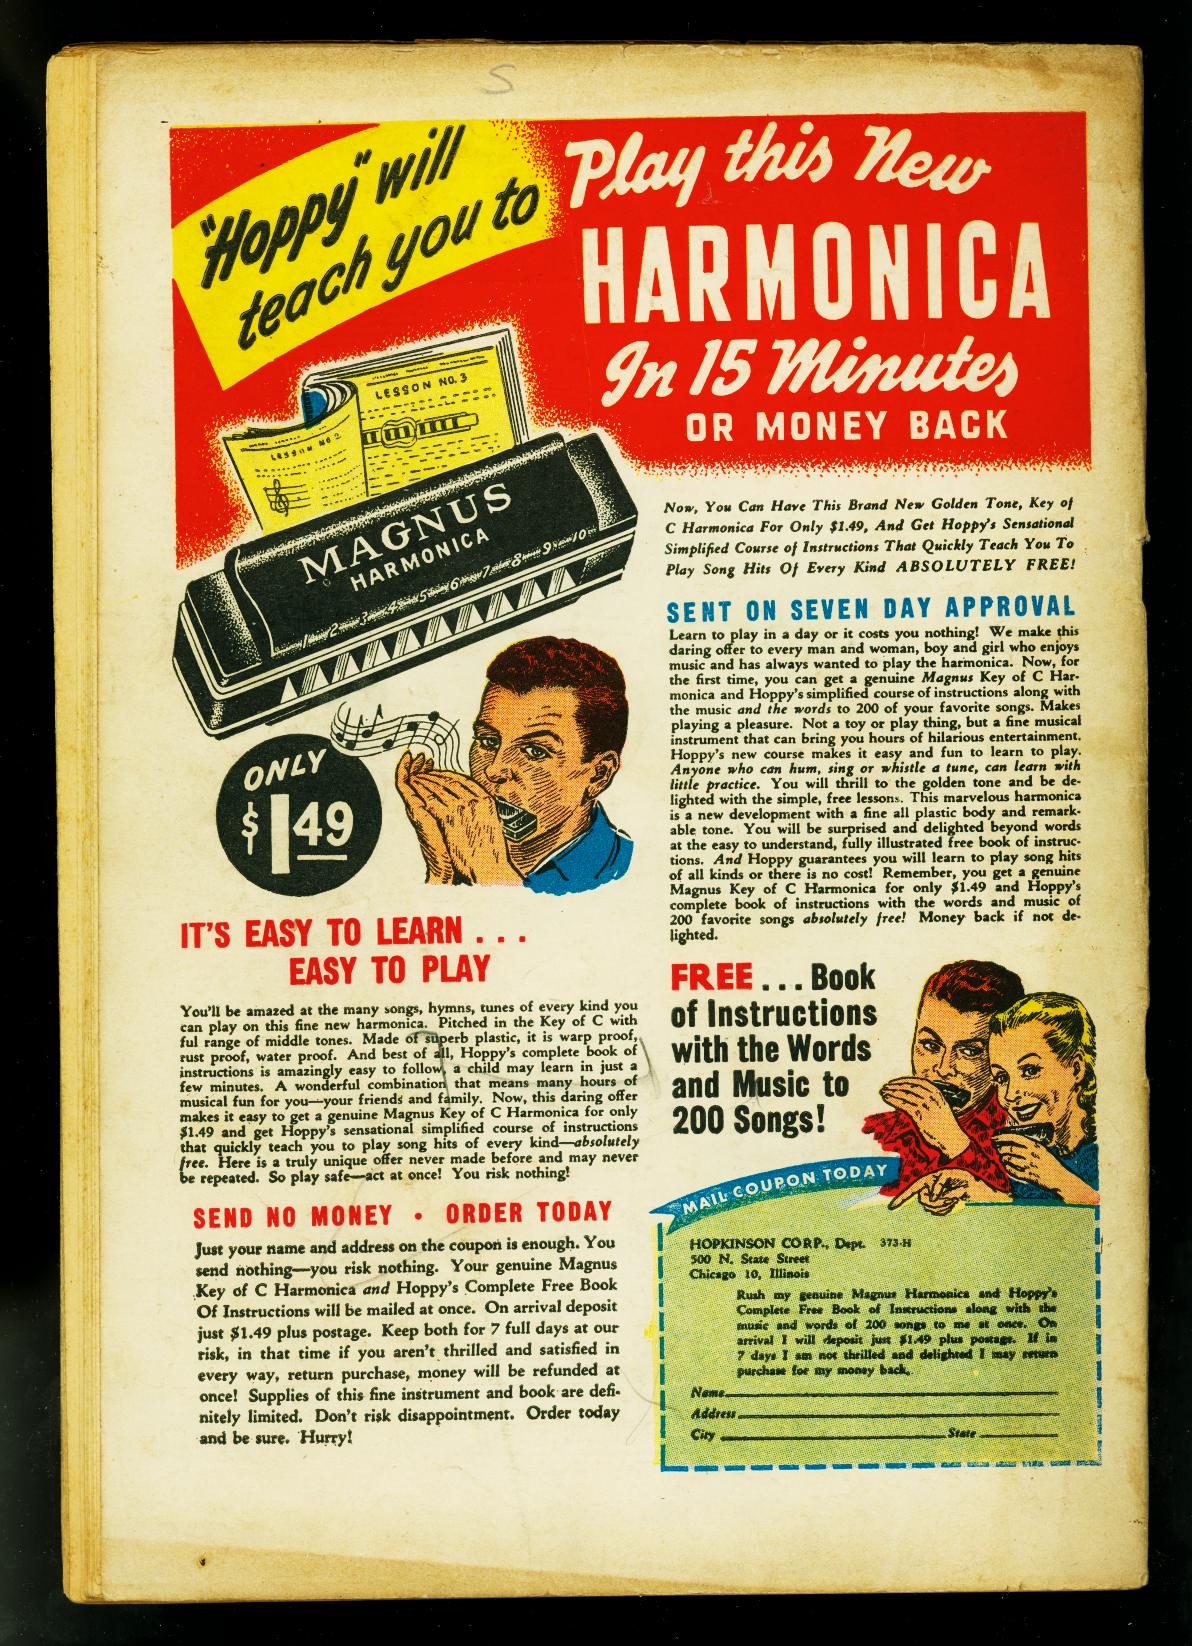 S
"Hoppy" will
teach you to
Play this New
HARMONICA
In 15 Minutes
OR MONEY BACK
LESSON NO. 3
LESSON NO. 2
MAGNUS
HARMONICA
1 2 3 4 5 6 7 8 9 10
ONLY
$1.49
Now, You Can Have This Brand New Golden Tone, Key of
C Harmonica For Only $1.49, And Get Hoppy's Sensational
Simplified Course of Instructions That Quickly Teach You To
Play Song Hits Of Every Kind ABSOLUTELY FREE!
SENT ON SEVEN DAY APPROVAL
Learn to play in a day or it costs you nothing! We make this
daring offer to every man and woman, boy and girl who enjoys
music and has always wanted to play the harmonica. Now, for
the first time, you can get a genuine Magnus Key of C Har-
monica and Hoppy's simplified course of instructions along with
the music and the words to 200 of your favorite songs. Makes
playing a pleasure. Not a toy or play thing, but a fine musical
instrument that can bring you hours of hilarious entertainment.
Hoppy's new course makes it easy and fun to learn to play.
Anyone who can hum, sing or whistle a tune, can learn with
little practice. You will thrill to the golden tone and be de-
lighted with the simple, free lessons. This marvelous harmonica
is a new development with a fine all plastic body and remark-
able tone. You will be surprised and delighted beyond words
at the easy to understand, fully illustrated free book of instruc-
tions. And Hoppy guarantees you will learn to play song hits
of all kinds or there is no cost! Remember, you get a genuine
Magnus Key of C Harmonica for only $1.49 and Hoppy's
complete book of instructions with the words and music of
200 favorite songs absolutely free! Money back if not de-
lighted.
IT'S EASY TO LEARN . . .
EASY TO PLAY
You'll be amazed at the many songs, hymns, tunes of every kind you
can play on this fine new harmonica. Pitched in the Key of C with
ful range of middle tones. Made of superb plastic, it is warp proof,
rust proof, water proof. And best of all, Hoppy's complete book of
instructions is amazingly easy to follow, a child may learn in just a
few minutes. A wonderful combination that means many hours of
musical fun for you—your friends and family. Now, this daring offer
makes it easy to get a genuine Magnus Key of C Harmonica for only
$1.49 and get Hoppy's sensational simplified course of instructions
that quickly teach you to play song hits of every kind—absolutely
free. Here is a truly unique offer never made before and may never
be repeated. So play safe—act at once! You risk nothing!
SEND NO MONEY • ORDER TODAY
Just your name and address on the coupon is enough. You
send nothing—you risk nothing. Your genuine Magnus
Key of C Harmonica and Hoppy's Complete Free Book
Of Instructions will be mailed at once. On arrival deposit
just $1.49 plus postage. Keep both for 7 full days at our
risk, in that time if you aren't thrilled and satisfied in
every way, return purchase, money will be refunded at
once! Supplies of this fine instrument and book are defi-
nitely limited. Don't risk disappointment. Order today
and be sure. Hurry!
FREE . . . Book
of Instructions
with the Words
and Music to
200 Songs!
MAIL COUPON TODAY
HOPKINSON CORP., Dept. 373-H
500 N. State Street
Chicago 10, Illinois
Rush my genuine Magnus Harmonica and Hoppy's
Complete Free Book of Instructions along with the
music and words of 200 songs to me at once. On
arrival I will deposit just $1.49 plus postage. If in
7 days I am not thrilled and delighted I may return
purchase for my money back.
Name
Address
City State